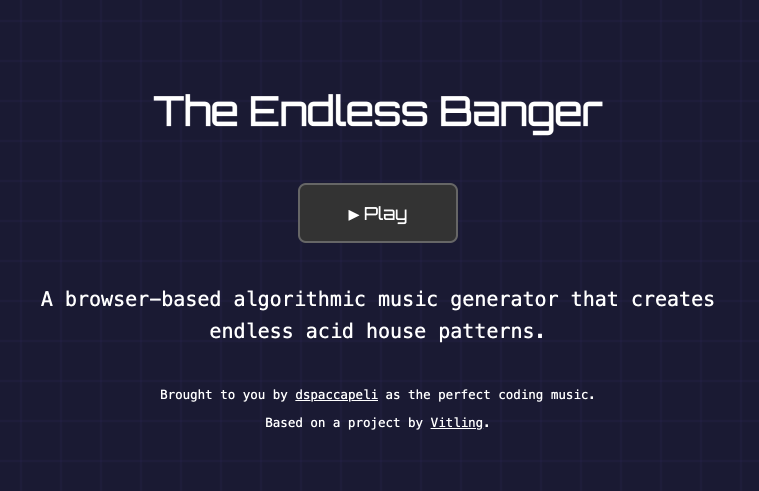 The Endless Banger
▶ Play
A browser-based algorithmic music generator that creates
endless acid house patterns.
Brought to you by dspaccapeli as the perfect coding music.
Based on a project by Vitling.